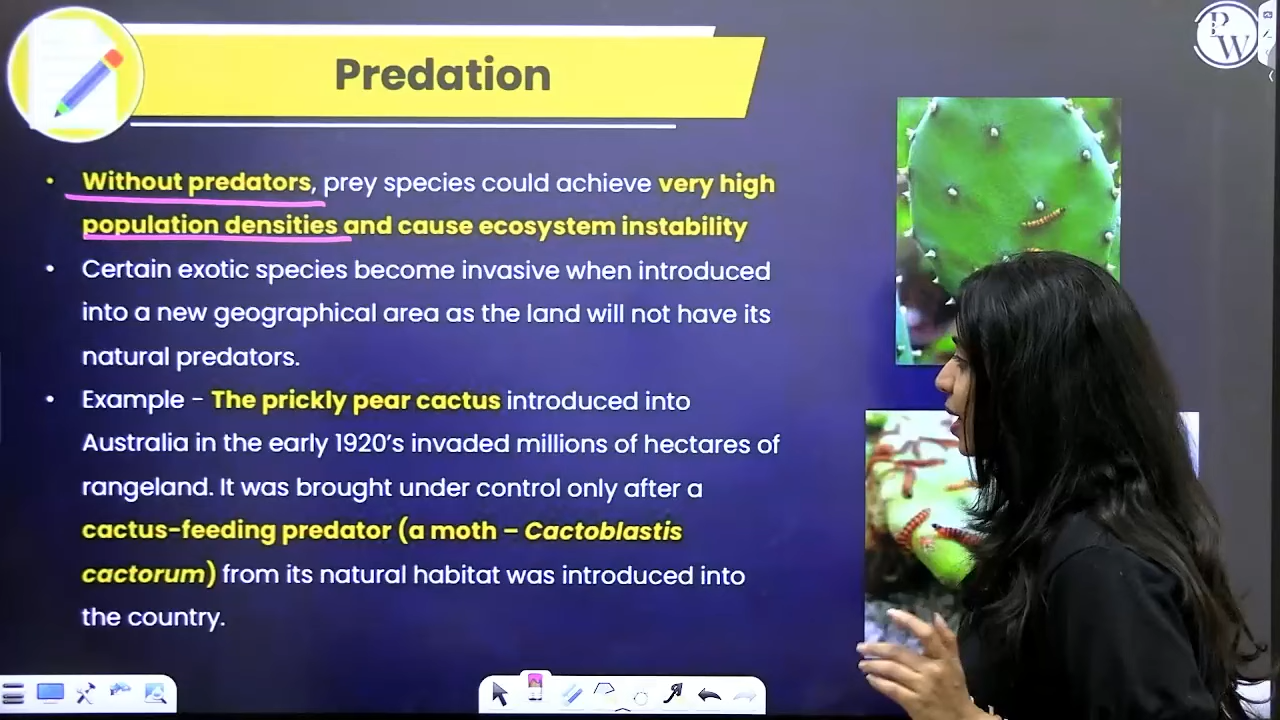 PW
Predation
• Without predators, prey species could achieve very high
population densities and cause ecosystem instability
• Certain exotic species become invasive when introduced
into a new geographical area as the land will not have its
natural predators.
• Example - The prickly pear cactus introduced into
Australia in the early 1920's invaded millions of hectares of
rangeland. It was brought under control only after a
cactus-feeding predator (a moth – Cactoblastis
cactorum) from its natural habitat was introduced into
the country.